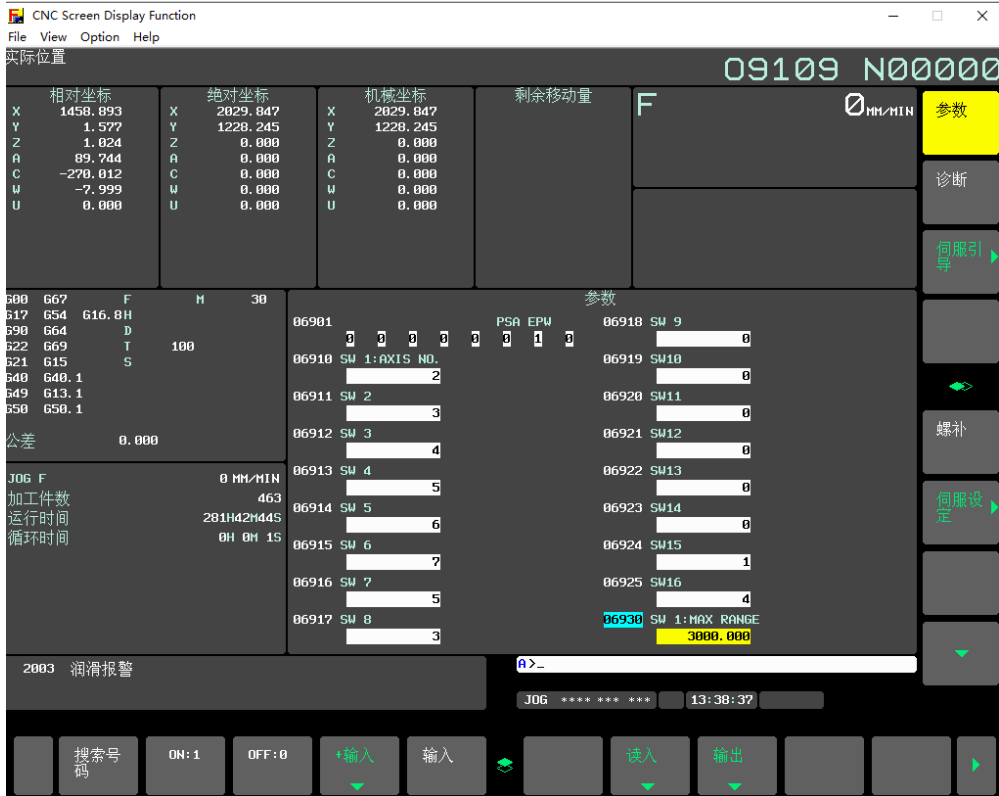 CNC Screen Display Function
File View Option Help
实际位置
O9109 N00000
相对坐标
X 1458.893
Y 1.577
Z 1.024
A 89.744
C -270.012
W -7.999
U 0.000
绝对坐标
X 2029.847
Y 1228.245
Z 0.000
A 0.000
C 0.000
W 0.000
U 0.000
机械坐标
X 2029.847
Y 1228.245
Z 0.000
A 0.000
C 0.000
W 0.000
U 0.000
剩余移动量
F 0 MM/MIN
G00 G67 F M 30
G17 G54 G16.8 H
G90 G64 D
G22 G69 T 100
G21 G15 S
G40 G40.1
G49 G13.1
G50 G50.1
公差 0.000
JOG F 0 MM/MIN
加工件数 463
运行时间 281H42M44S
循环时间 0H 0M 1S
参数
06901 PSA EPW
0 0 0 0 0 0 1 0
06910 SW 1:AXIS NO.
2
06911 SW 2
3
06912 SW 3
4
06913 SW 4
5
06914 SW 5
6
06915 SW 6
7
06916 SW 7
5
06917 SW 8
3
06918 SW 9
0
06919 SW10
0
06920 SW11
0
06921 SW12
0
06922 SW13
0
06923 SW14
0
06924 SW15
1
06925 SW16
4
06930 SW 1:MAX RANGE
3000.000
参数
诊断
伺服引
导
螺补
伺服设
定
2003 润滑报警
A>_
JOG **** *** *** 13:38:37
搜索号
码
ON:1
OFF:0
+输入
输入
读入
输出